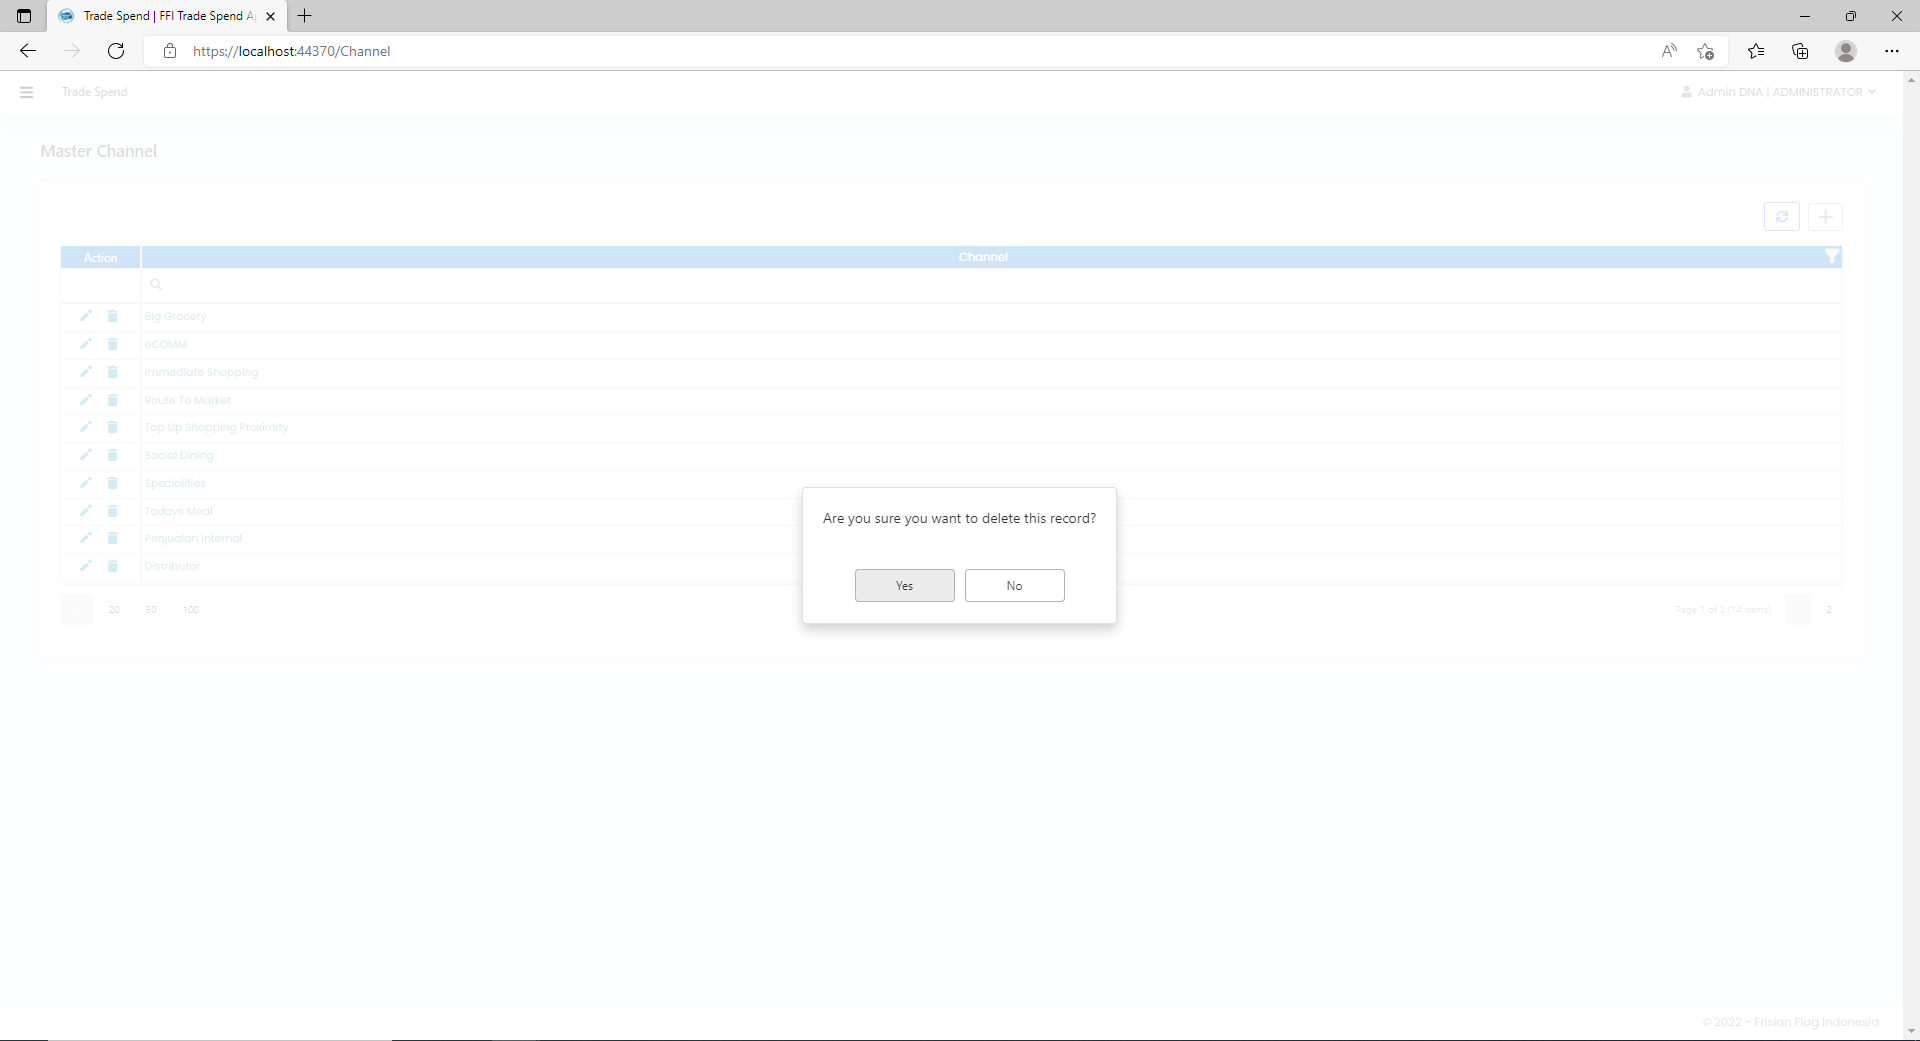 Trade Spend | FFI Trade Spend A
https://localhost:44370/Channel
Trade Spend
Admin DNA | ADMINISTRATOR
Master Channel
Action Channel
Big Grocery
eCOMM
Immediate Shopping
Route To Market
Top Up Shopping Proximity
Social Dining
Specialities
Todays Meal
Penjualan Internal
Distributor
Are you sure you want to delete this record?
Yes No
20 50 100
Page 1 of 2 (14 items) 2
© 2022 - Frisian Flag Indonesia